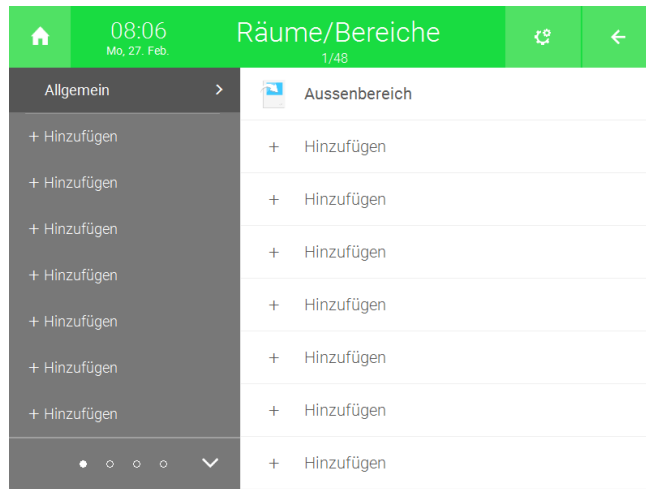 08:06
Mo, 27. Feb.
Räume/Bereiche
1/48
Allgemein
+ Hinzufügen
+ Hinzufügen
+ Hinzufügen
+ Hinzufügen
+ Hinzufügen
+ Hinzufügen
+ Hinzufügen
Aussenbereich
+ Hinzufügen
+ Hinzufügen
+ Hinzufügen
+ Hinzufügen
+ Hinzufügen
+ Hinzufügen
+ Hinzufügen